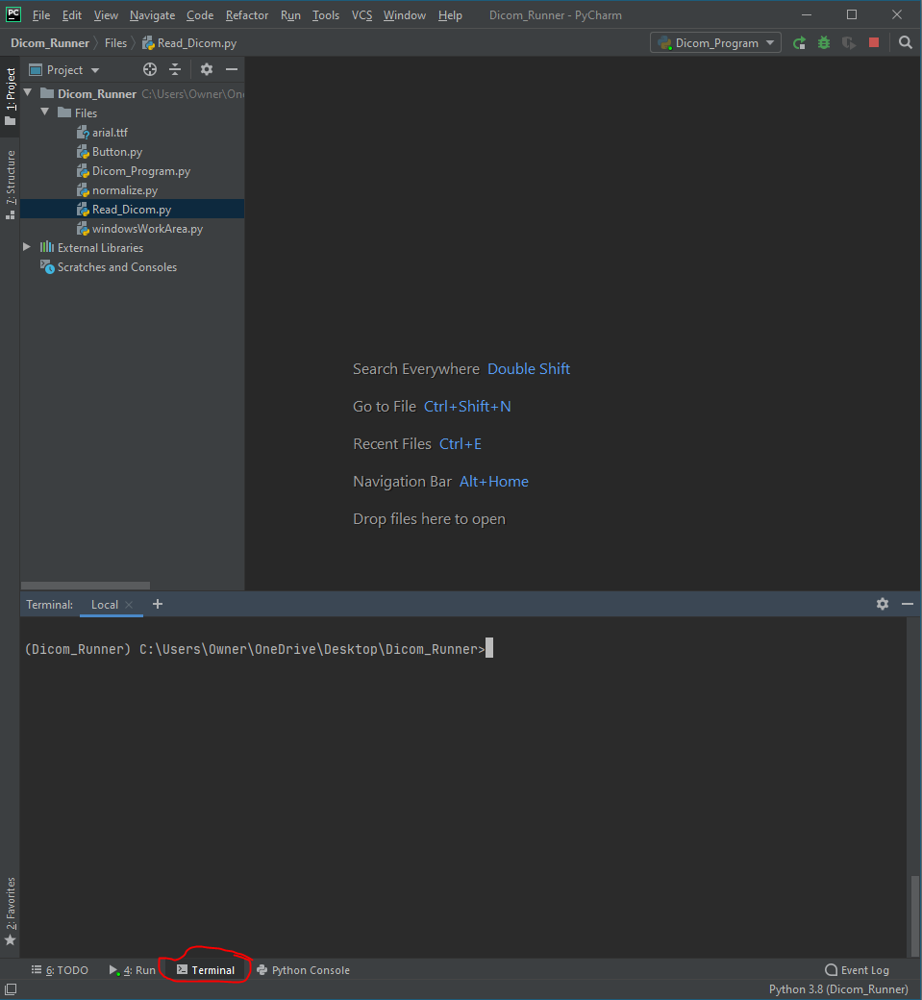 PC File Edit View Navigate Code Refactor Run Tools VCS Window Help Dicom_Runner - PyCharm
Dicom_Runner Files Read_Dicom.py Dicom_Program
1: Project
Project
Dicom_Runner C:\Users\Owner\One
Files
arial.ttf
Button.py
Dicom_Program.py
normalize.py
Read_Dicom.py
windowsWorkArea.py
External Libraries
Scratches and Consoles
7: Structure
Search Everywhere Double Shift
Go to File Ctrl+Shift+N
Recent Files Ctrl+E
Navigation Bar Alt+Home
Drop files here to open
Terminal: Local
(Dicom_Runner) C:\Users\Owner\OneDrive\Desktop\Dicom_Runner>
2: Favorites
6: TODO 4: Run Terminal Python Console Event Log
Python 3.8 (Dicom_Runner)